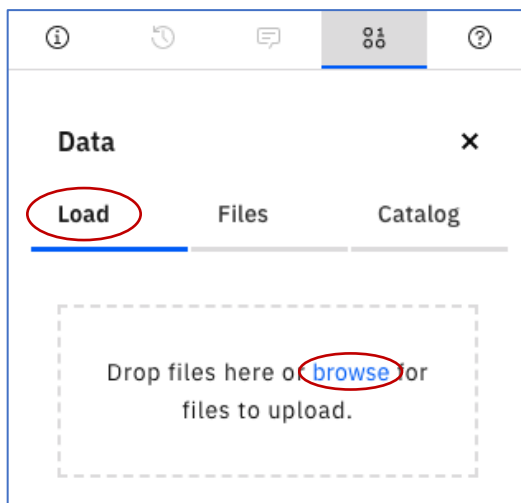 Data
Load Files Catalog
Drop files here or browse for
files to upload.